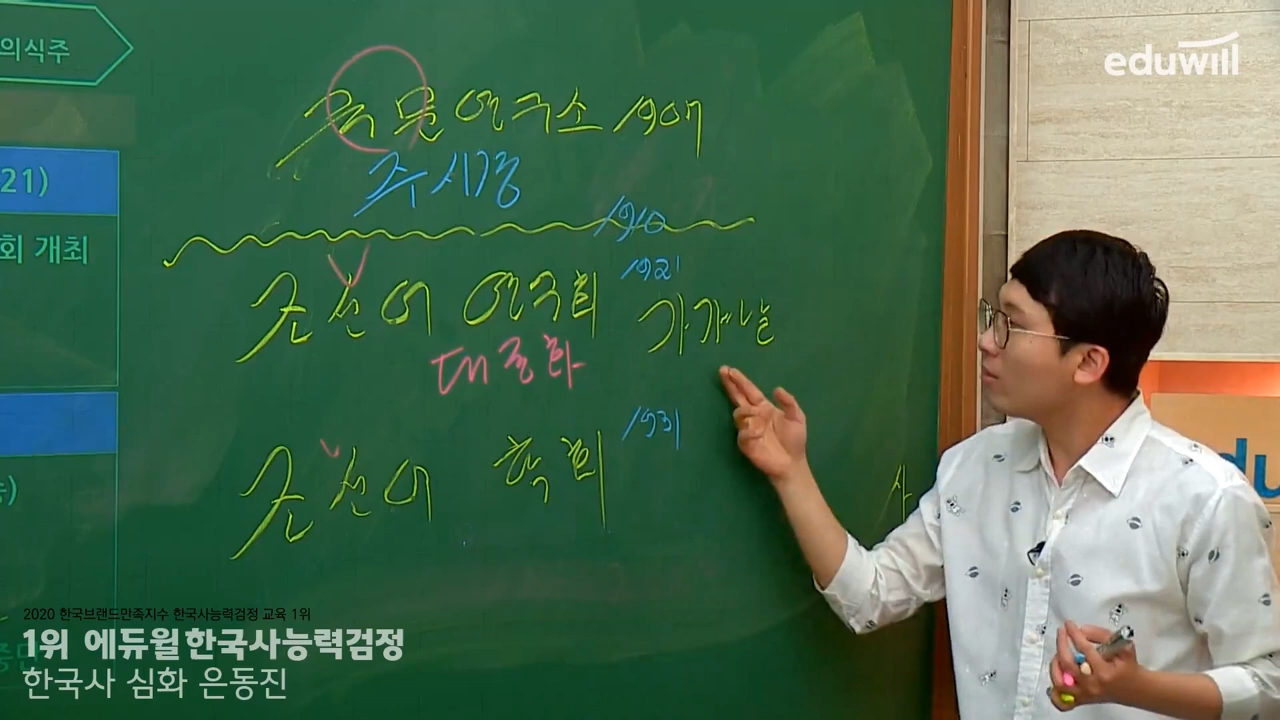 의식주
eduwill
국문연구소 1907
주시경
21)
1910
회 개최
1921
조선어 연구회 가갸날
대중화
1931
조선어 학회
사
2020 한국브랜드만족지수 한국사능력검정 교육 1위
1위 에듀윌 한국사능력검정
한국사 심화 은동진